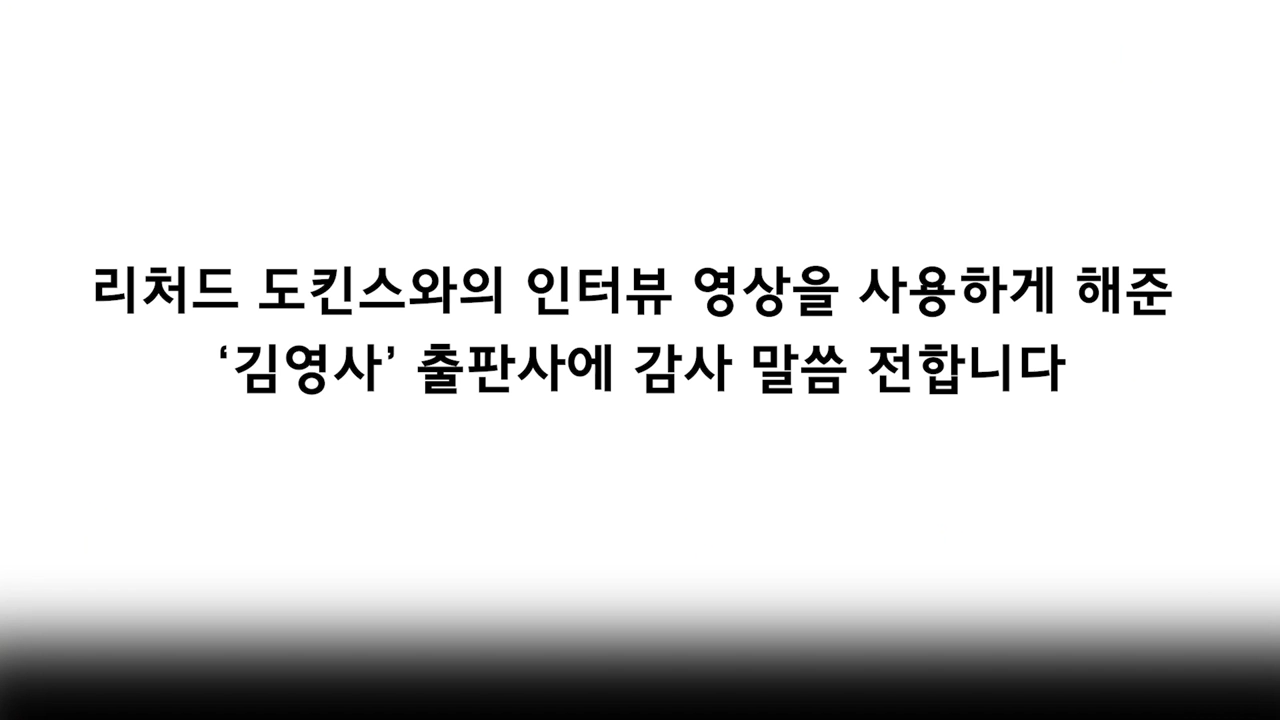 리처드 도킨스와의 인터뷰 영상을 사용하게 해준
‘김영사’ 출판사에 감사 말씀 전합니다